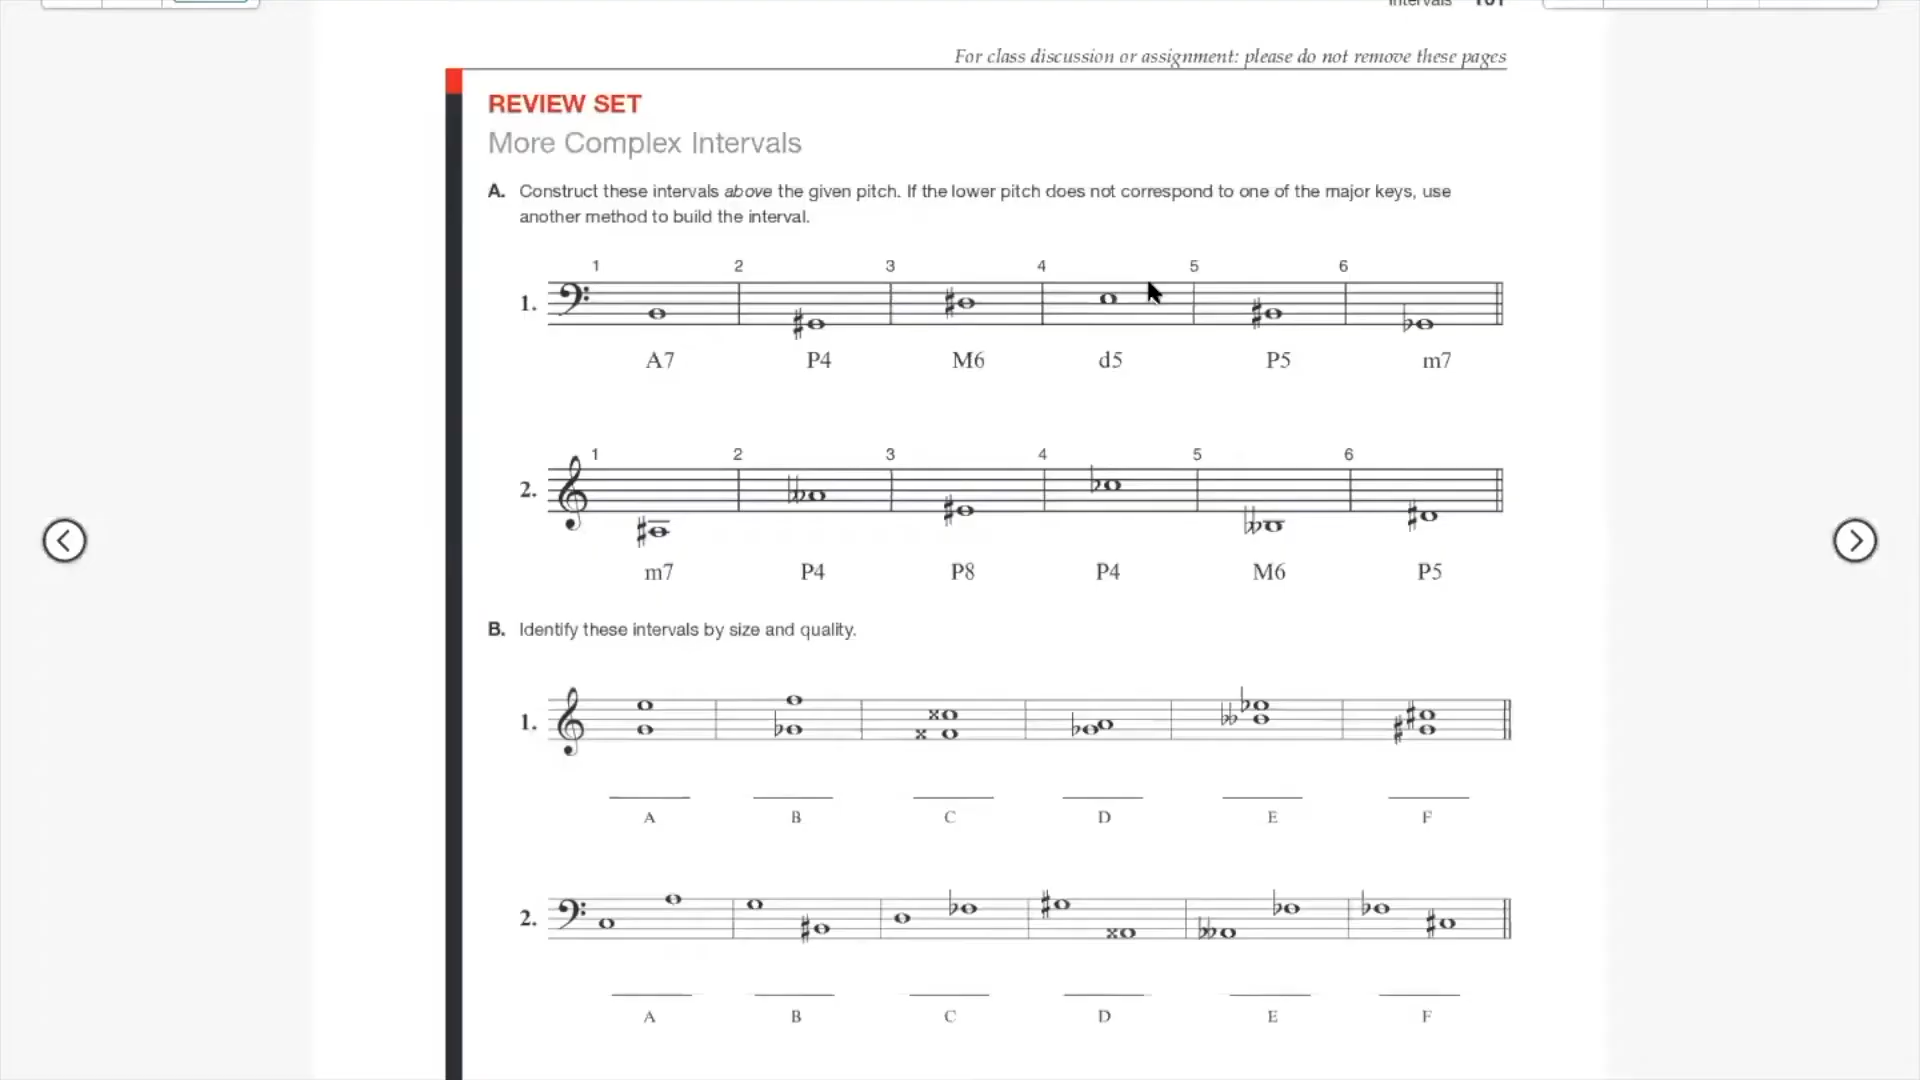 Intervals 161
For class discussion or assignment: please do not remove these pages
REVIEW SET
More Complex Intervals
A. Construct these intervals above the given pitch. If the lower pitch does not correspond to one of the major keys, use
another method to build the interval.
1 2 3 4 5 6
1.
A7 P4 M6 d5 P5 m7
1 2 3 4 5 6
2.
m7 P4 P8 P4 M6 P5
B. Identify these intervals by size and quality.
1.
A B C D E F
2.
A B C D E F